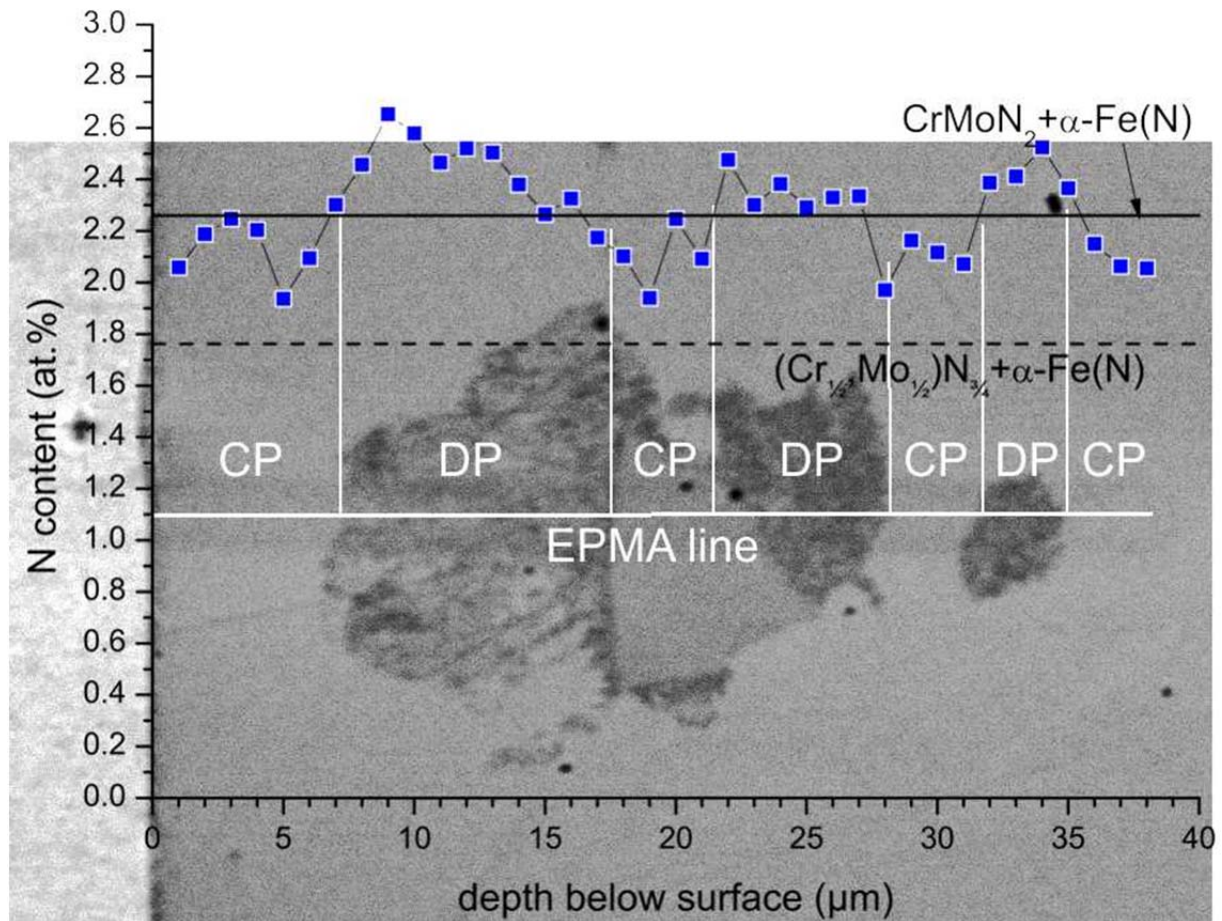 3.0
2.8
2.6
2.4
2.2
2.0
1.8
1.6
1.4
1.2
1.0
0.8
0.6
0.4
0.2
0.0
N content (at.%)
CrMoN₂+α-Fe(N)
(Cr½,Mo½)N¾+α-Fe(N)
CP DP CP DP CP DP CP
EPMA line
0 5 10 15 20 25 30 35 40
depth below surface (µm)